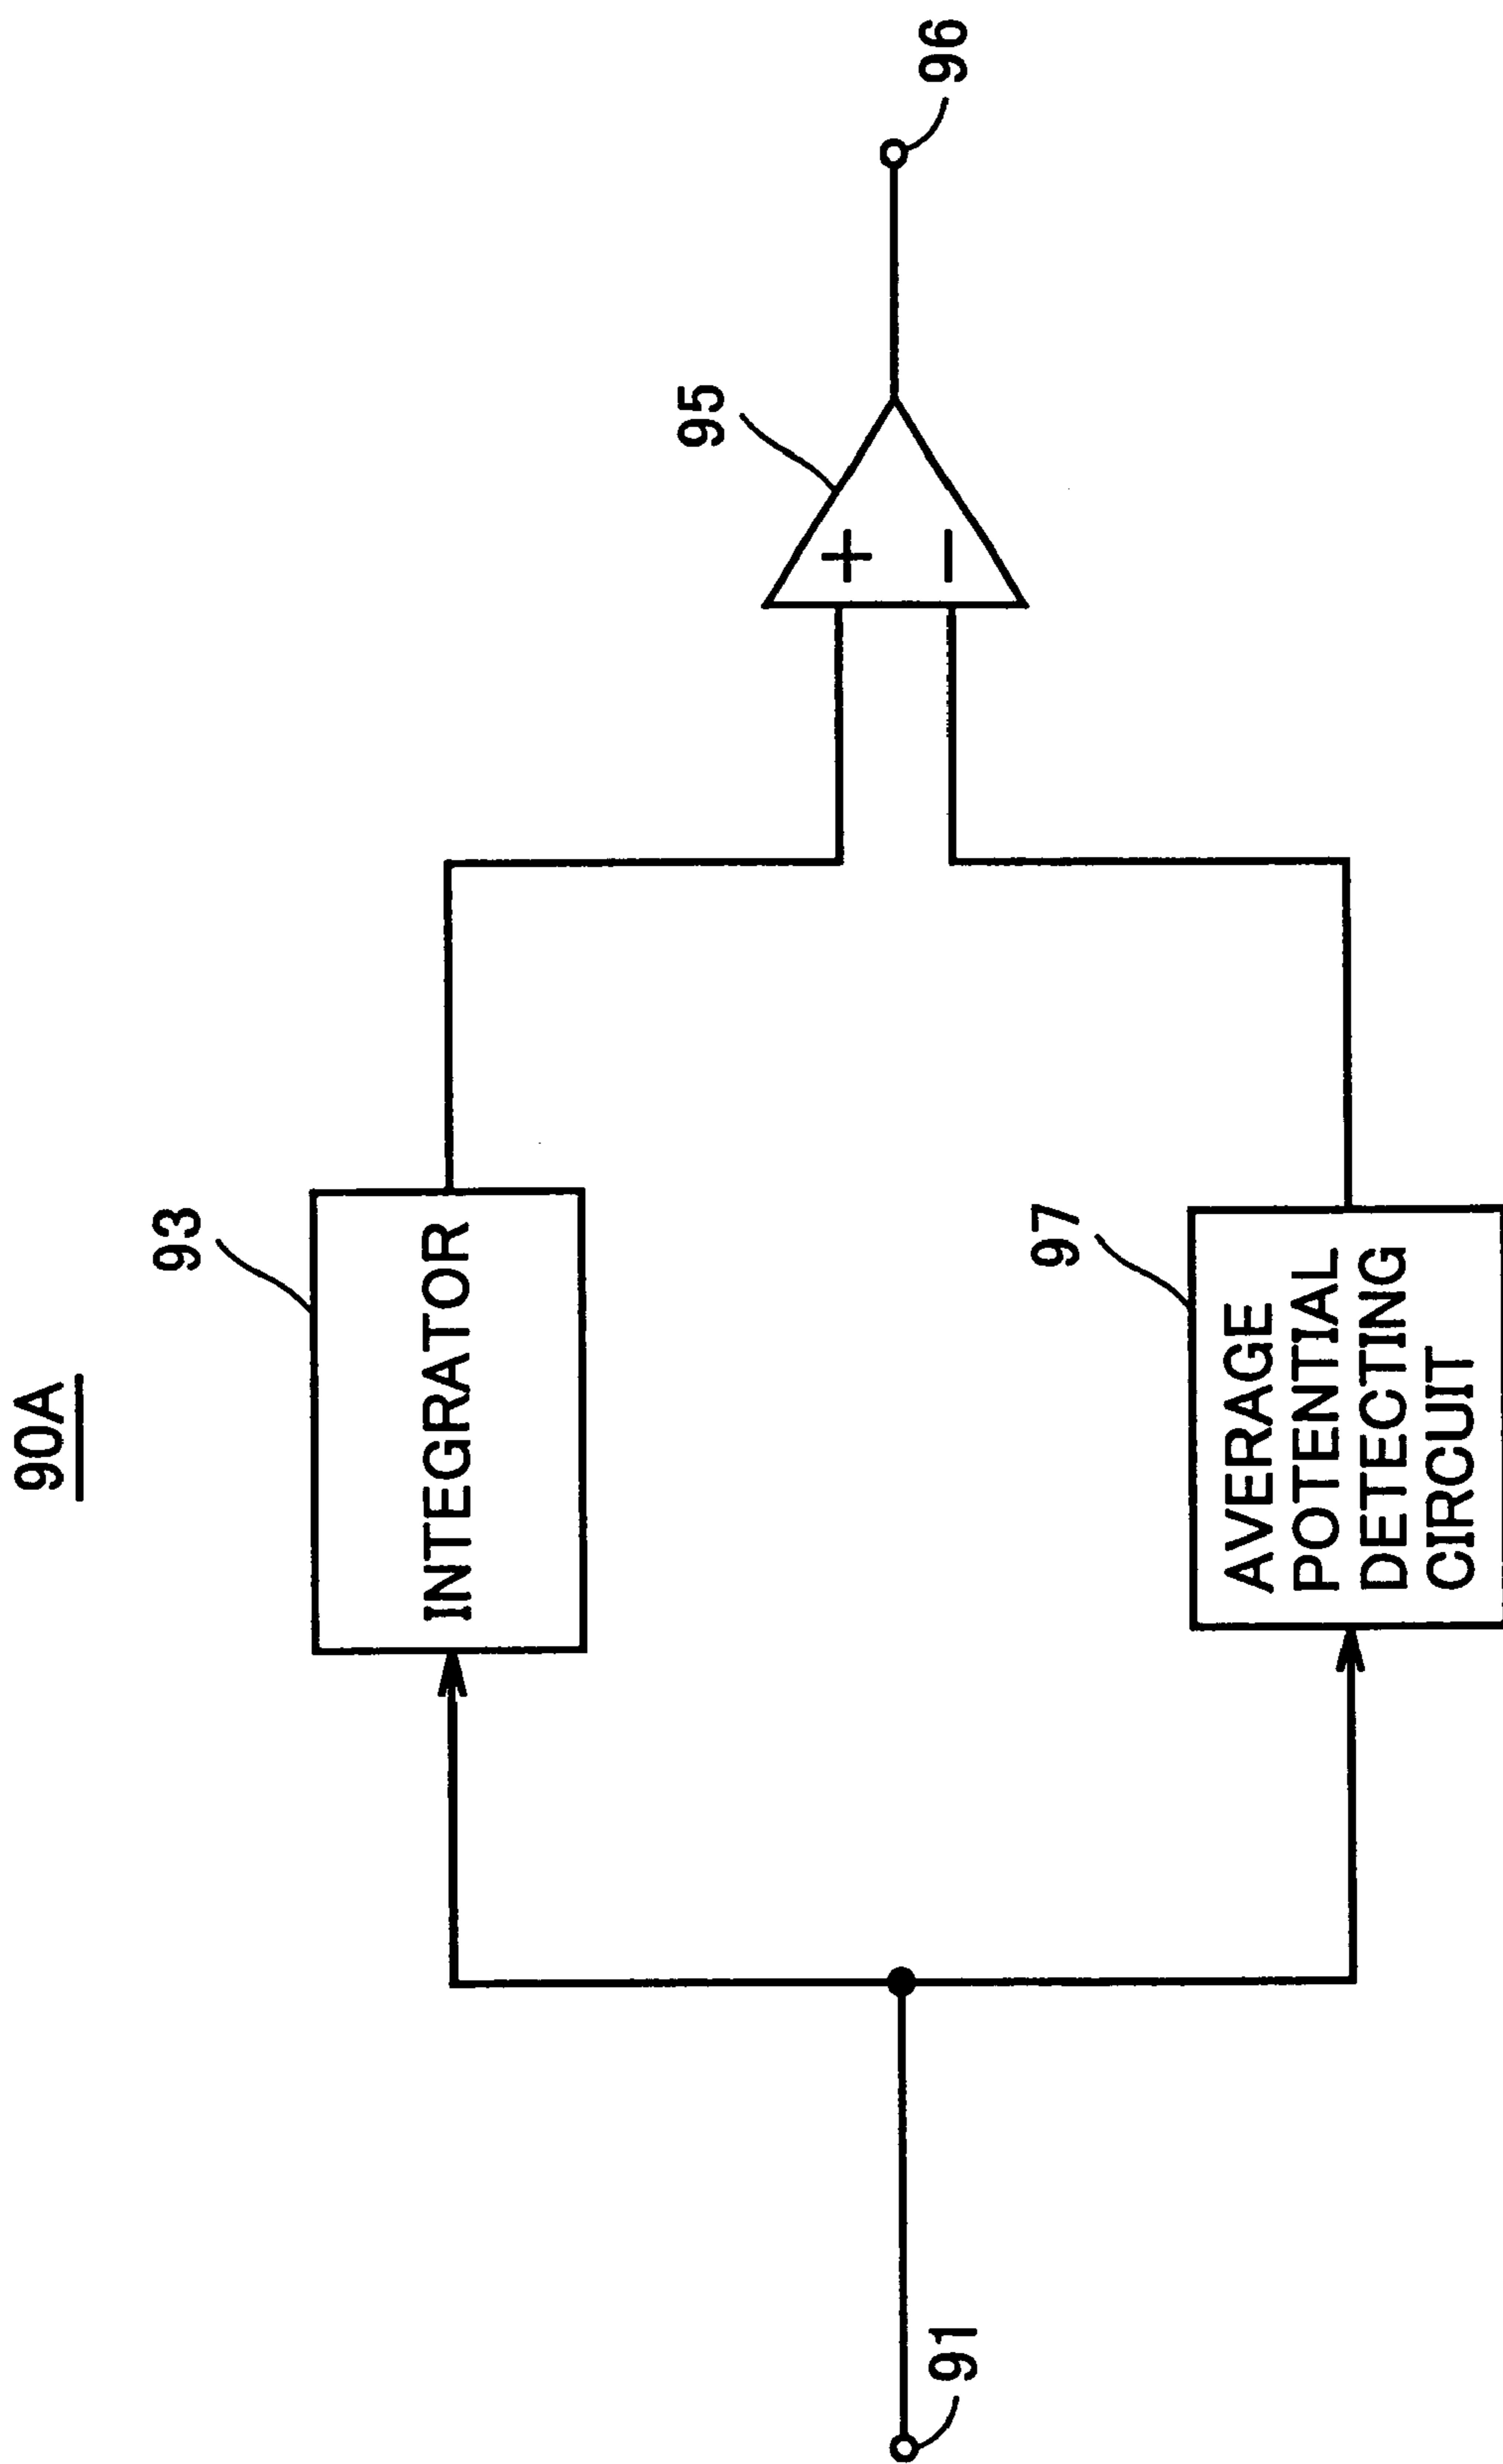 90A
93
INTEGRATOR
95
96
91
97
AVERAGE
POTENTIAL
DETECTING
CIRCUIT
+
−